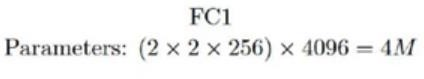 FC1
Parameters: (2 × 2 × 256) × 4096 = 4M